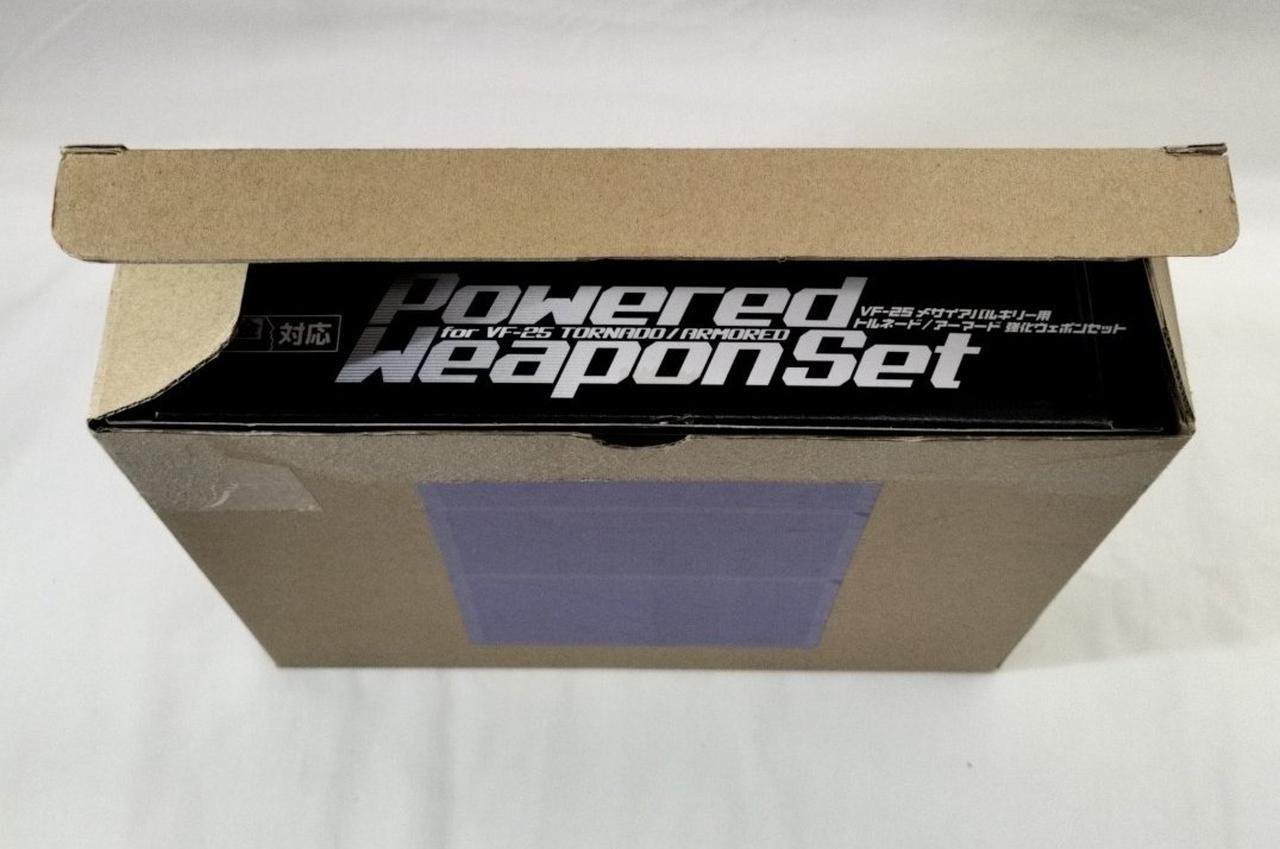 Powered
for VF-25 TORNADO/ARMORED
Weapon Set
VF-25 メサイアバルキリー用
トルネード/アーマード 強化ウェポンセット
対応